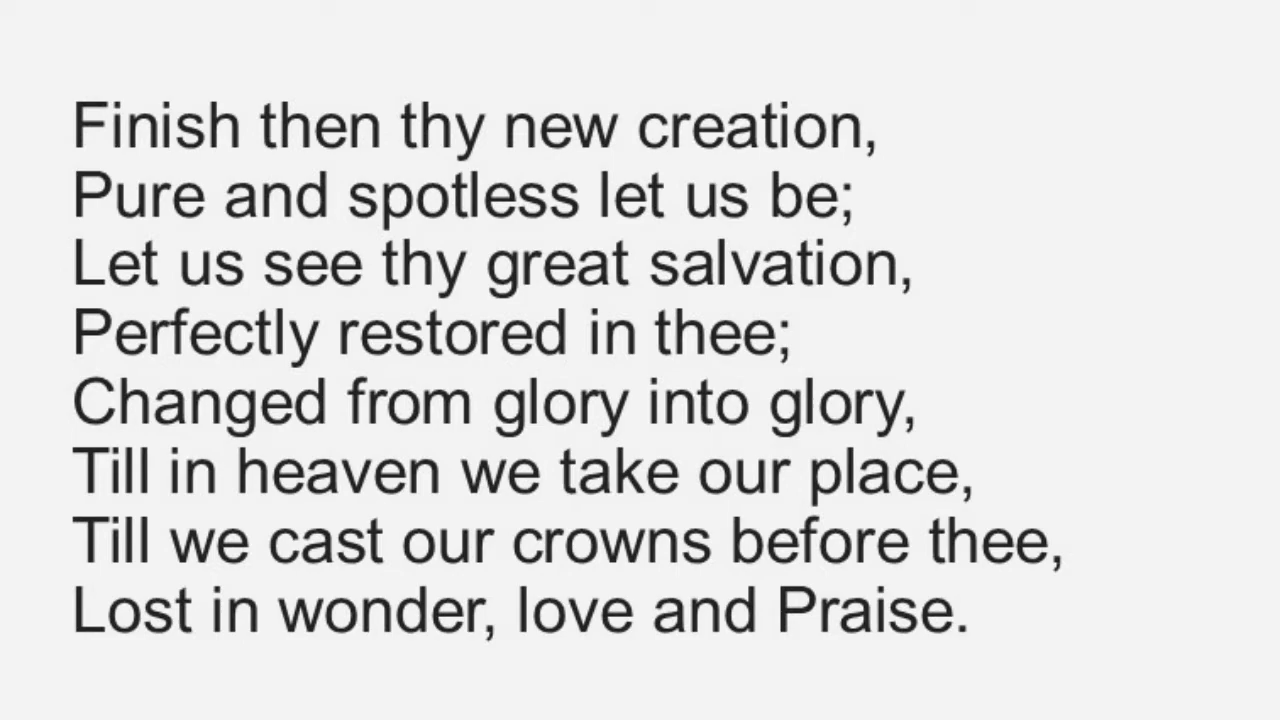 Finish then thy new creation,
Pure and spotless let us be;
Let us see thy great salvation,
Perfectly restored in thee;
Changed from glory into glory,
Till in heaven we take our place,
Till we cast our crowns before thee,
Lost in wonder, love and Praise.